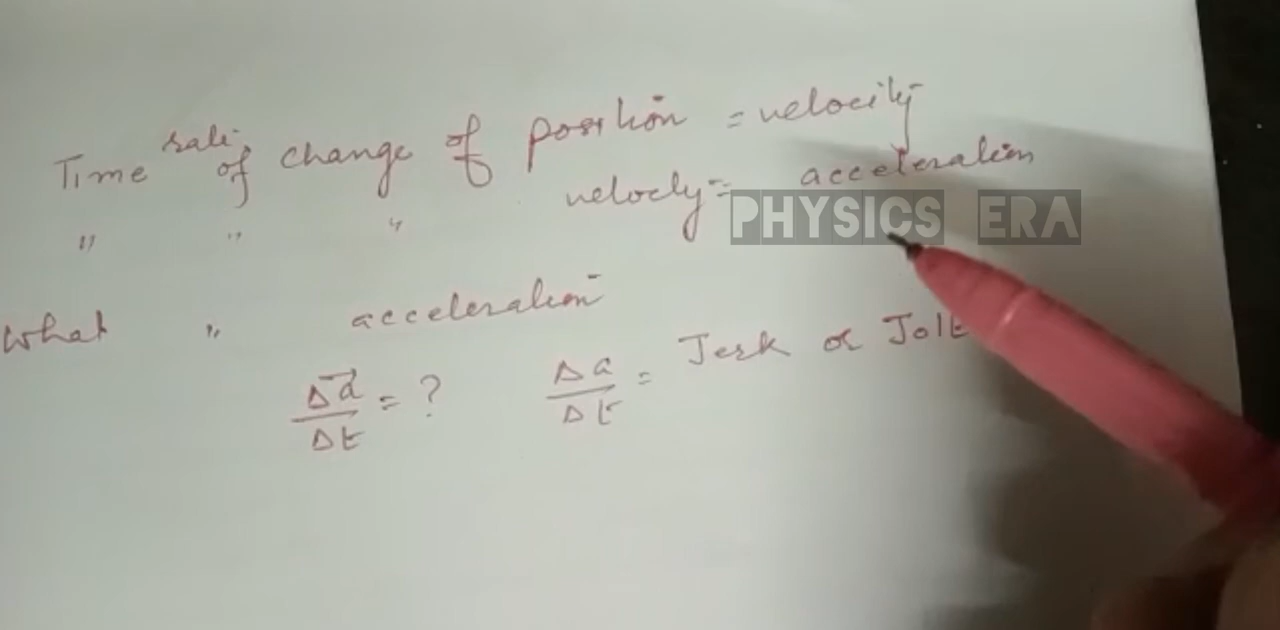 Time rate of change of position = velocity
" " " velocity = acceleration
PHYSICS ERA
What " acceleration
Δa⃗/Δt = ? Δa/Δt = Jerk or Jolt